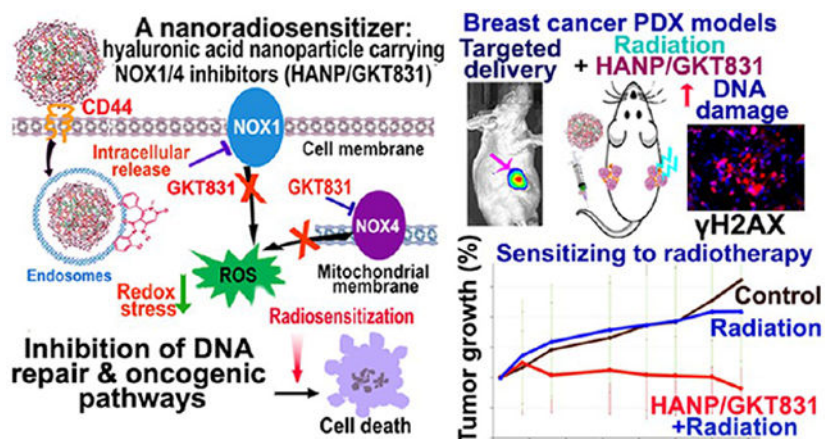 A nanoradiosensitizer:
hyaluronic acid nanoparticle carrying
NOX1/4 inhibitors (HANP/GKT831)
CD44
NOX1
Cell membrane
Intracellular
release
GKT831
GKT831
NOX4
Endosomes
ROS
Mitochondrial
membrane
Redox
stress
Radiosensitization
Inhibition of DNA
repair & oncogenic
pathways
Cell death
Breast cancer PDX models
Targeted
delivery
Radiation
+ HANP/GKT831
DNA
damage
γH2AX
Sensitizing to radiotherapy
Tumor growth (%)
Control
Radiation
HANP/GKT831
+Radiation